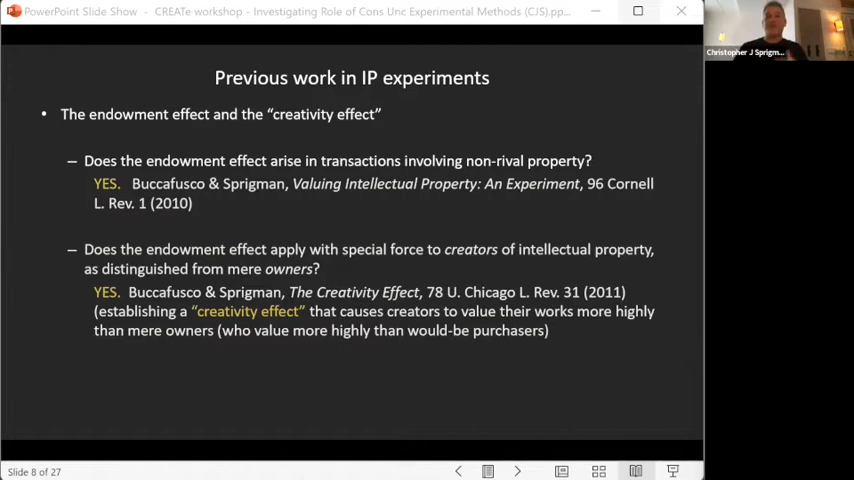 PowerPoint Slide Show - CREATe workshop - Investigating Role of Cons Unc Experimental Methods (CJS).pp...
Christopher J Sprigm...
Previous work in IP experiments
• The endowment effect and the “creativity effect”
– Does the endowment effect arise in transactions involving non-rival property?
YES. Buccafusco & Sprigman, Valuing Intellectual Property: An Experiment, 96 Cornell
L. Rev. 1 (2010)
– Does the endowment effect apply with special force to creators of intellectual property,
as distinguished from mere owners?
YES. Buccafusco & Sprigman, The Creativity Effect, 78 U. Chicago L. Rev. 31 (2011)
(establishing a “creativity effect” that causes creators to value their works more highly
than mere owners (who value more highly than would-be purchasers)
Slide 8 of 27